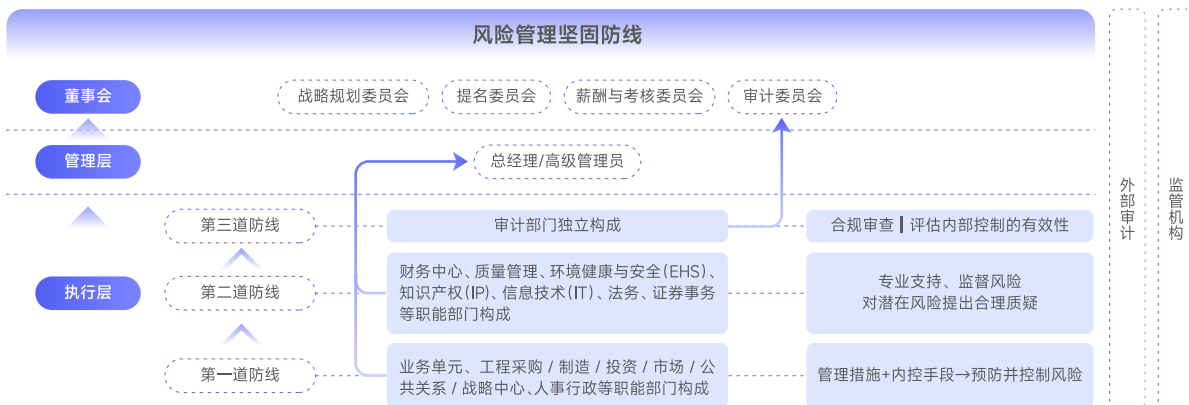 风险管理坚固防线
董事会
战略规划委员会
提名委员会
薪酬与考核委员会
审计委员会
管理层
总经理/高级管理员
执行层
第三道防线
审计部门独立构成
合规审查 | 评估内部控制的有效性
第二道防线
财务中心、质量管理、环境健康与安全(EHS)、
知识产权(IP)、信息技术(IT)、法务、证券事务
等职能部门构成
专业支持、监督风险
对潜在风险提出合理质疑
第一道防线
业务单元、工程采购 / 制造 / 投资 / 市场 / 公
共关系 / 战略中心、人事行政等职能部门构成
管理措施+内控手段→预防并控制风险
外部审计
监管机构